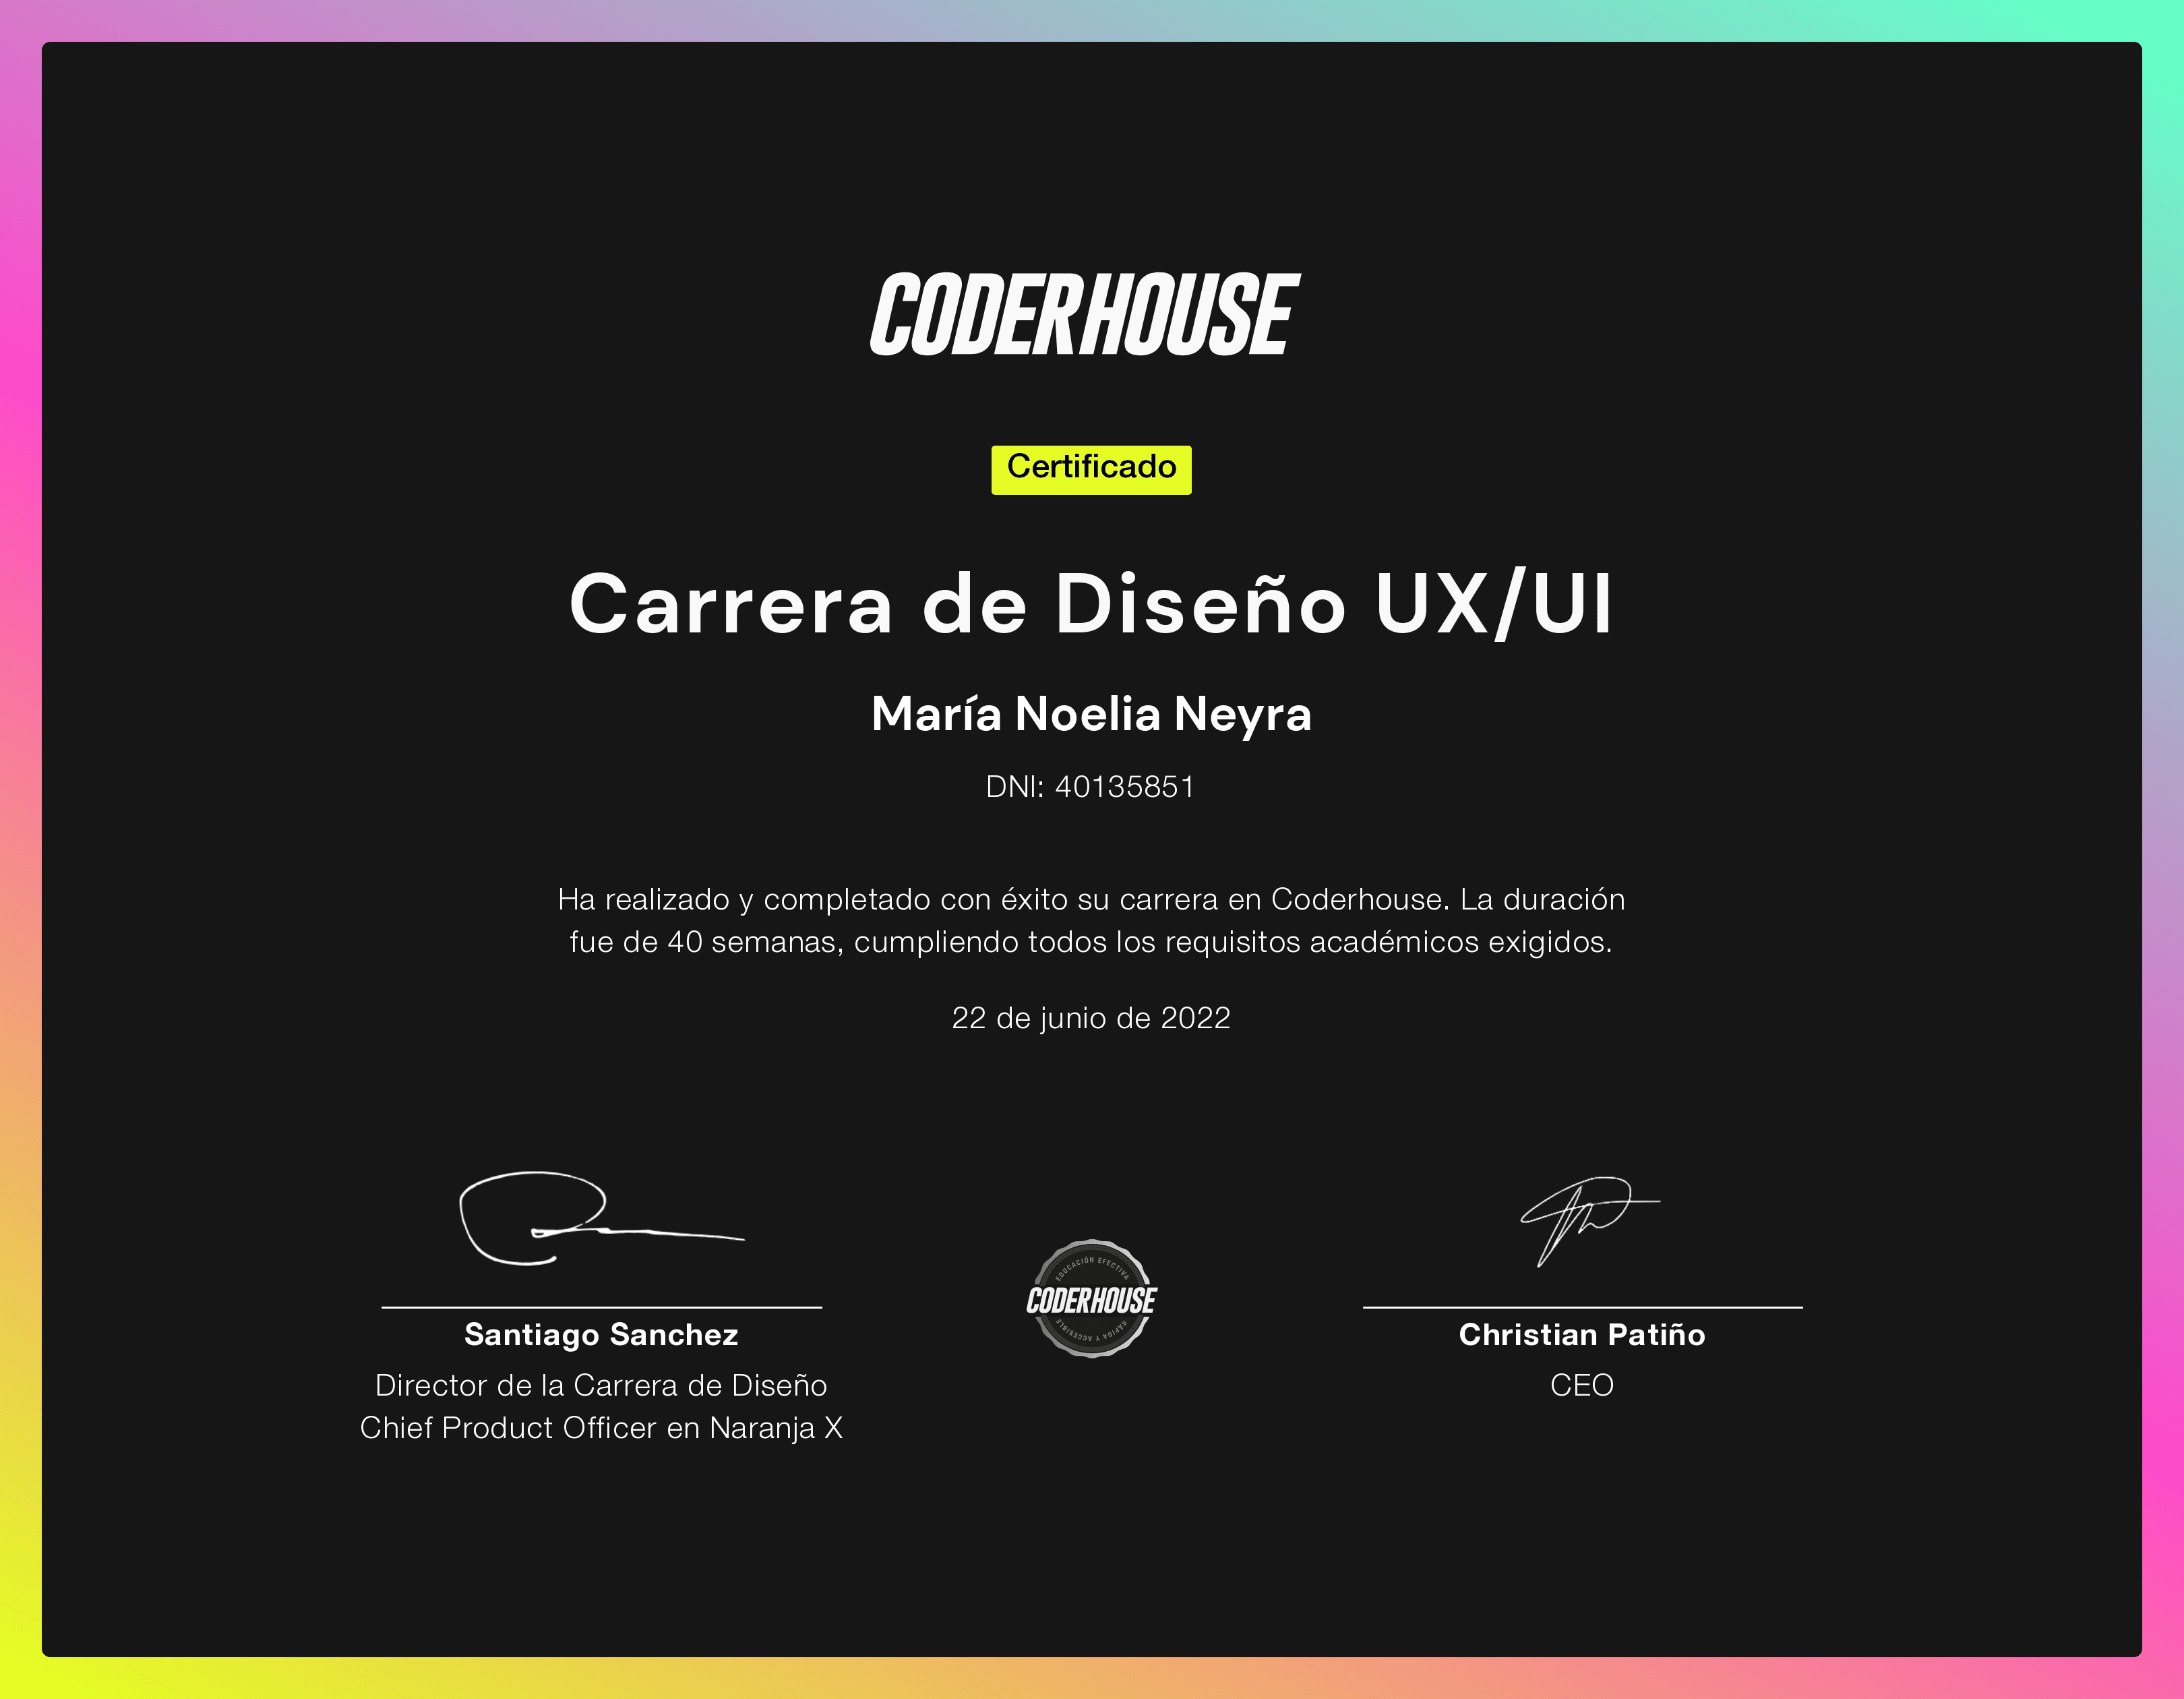 CODERHOUSE
Certificado
Carrera de Diseño UX/UI
María Noelia Neyra
DNI: 40135851
Ha realizado y completado con éxito su carrera en Coderhouse. La duración
fue de 40 semanas, cumpliendo todos los requisitos académicos exigidos.
22 de junio de 2022
EDUCACIÓN EFECTIVA
CODERHOUSE
RÁPIDA Y ACCESIBLE
Santiago Sanchez
Director de la Carrera de Diseño
Chief Product Officer en Naranja X
Christian Patiño
CEO